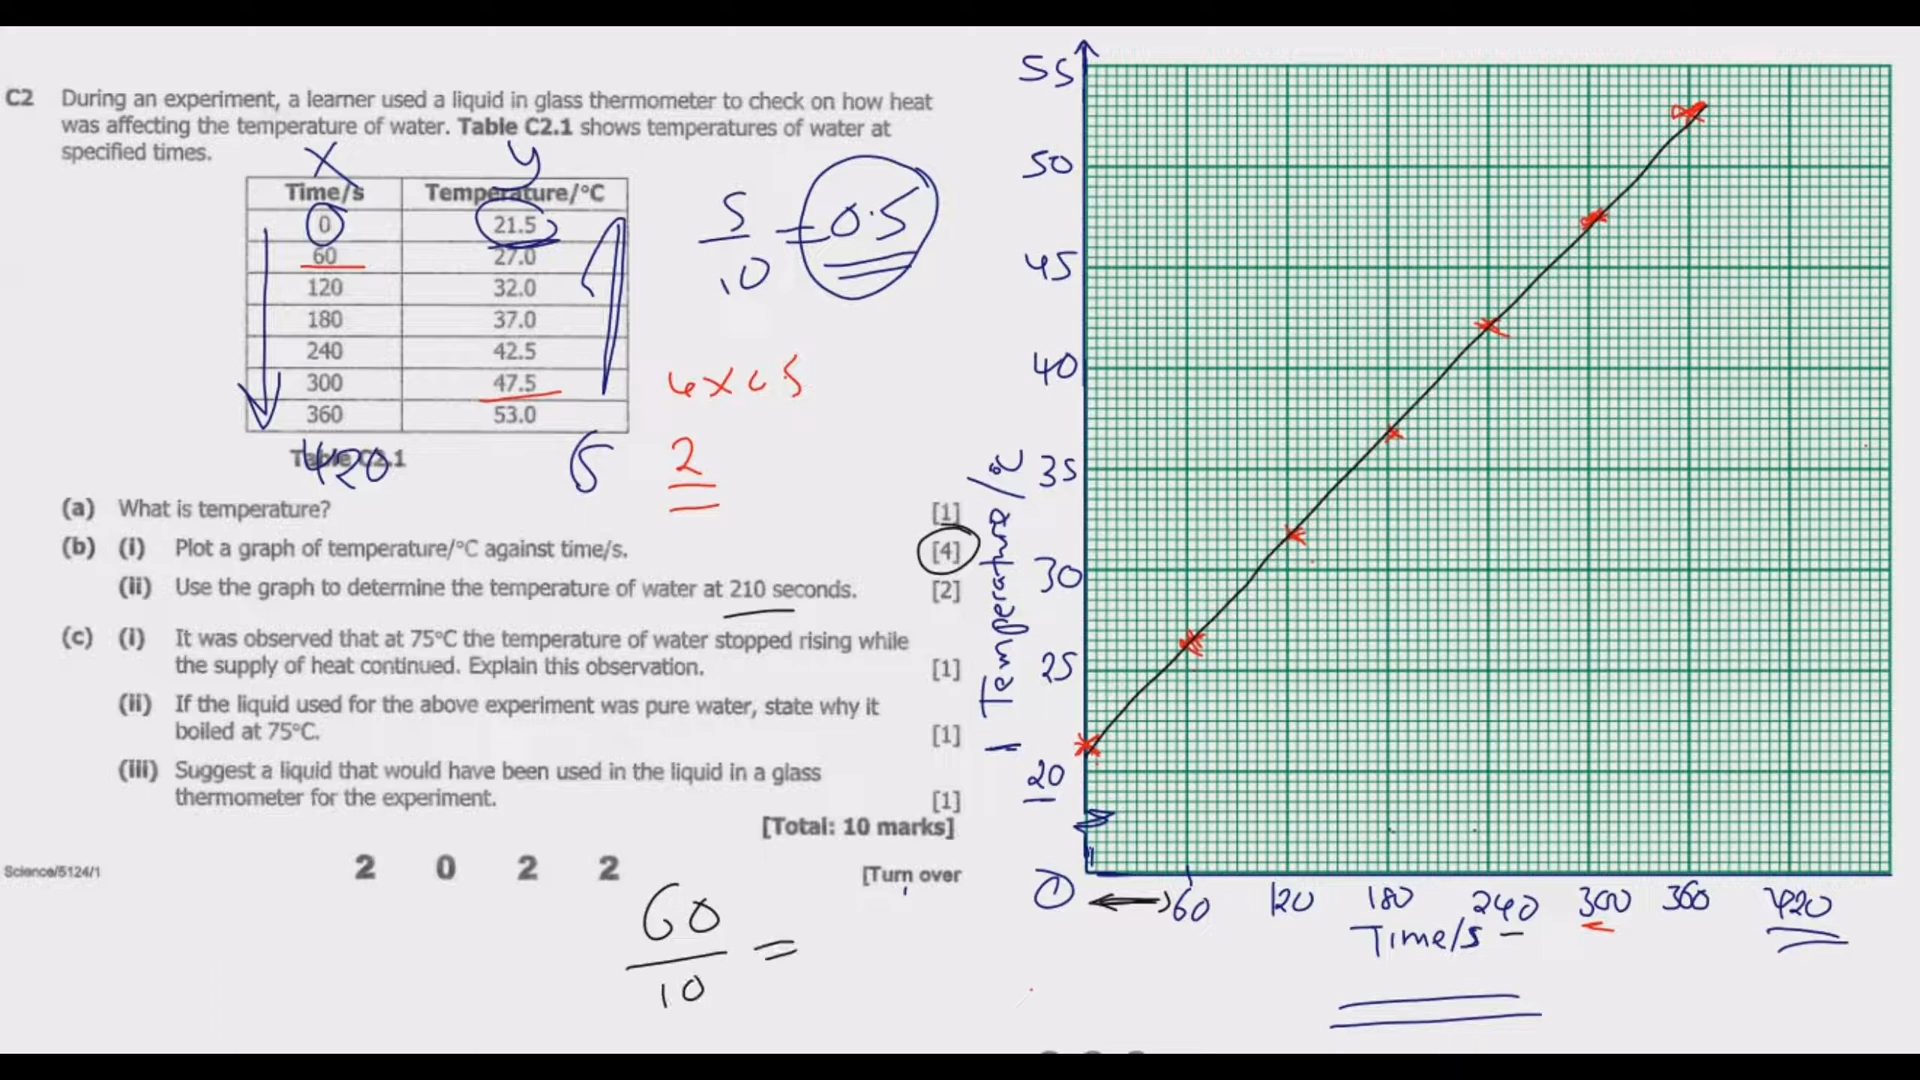 C2 During an experiment, a learner used a liquid in glass thermometer to check on how heat
was affecting the temperature of water. Table C2.1 shows temperatures of water at
specified times.
x y
Time/s Temperature/°C
0 21.5
60 27.0
120 32.0
180 37.0
240 42.5
300 47.5
360 53.0
Table C2.1
420
5
5
10
= 0.5
4 x 0.5
2
(a) What is temperature? [1]
(b) (i) Plot a graph of temperature/°C against time/s. [4]
(ii) Use the graph to determine the temperature of water at 210 seconds. [2]
(c) (i) It was observed that at 75°C the temperature of water stopped rising while
the supply of heat continued. Explain this observation. [1]
(ii) If the liquid used for the above experiment was pure water, state why it
boiled at 75°C. [1]
(iii) Suggest a liquid that would have been used in the liquid in a glass
thermometer for the experiment. [1]
[Total: 10 marks]
Science/5124/1 2 0 2 2 [Turn over
60
10
=
55
50
45
40
35
30
25
20
Temperature/°C
60 120 180 240 300 360 420
Time/s